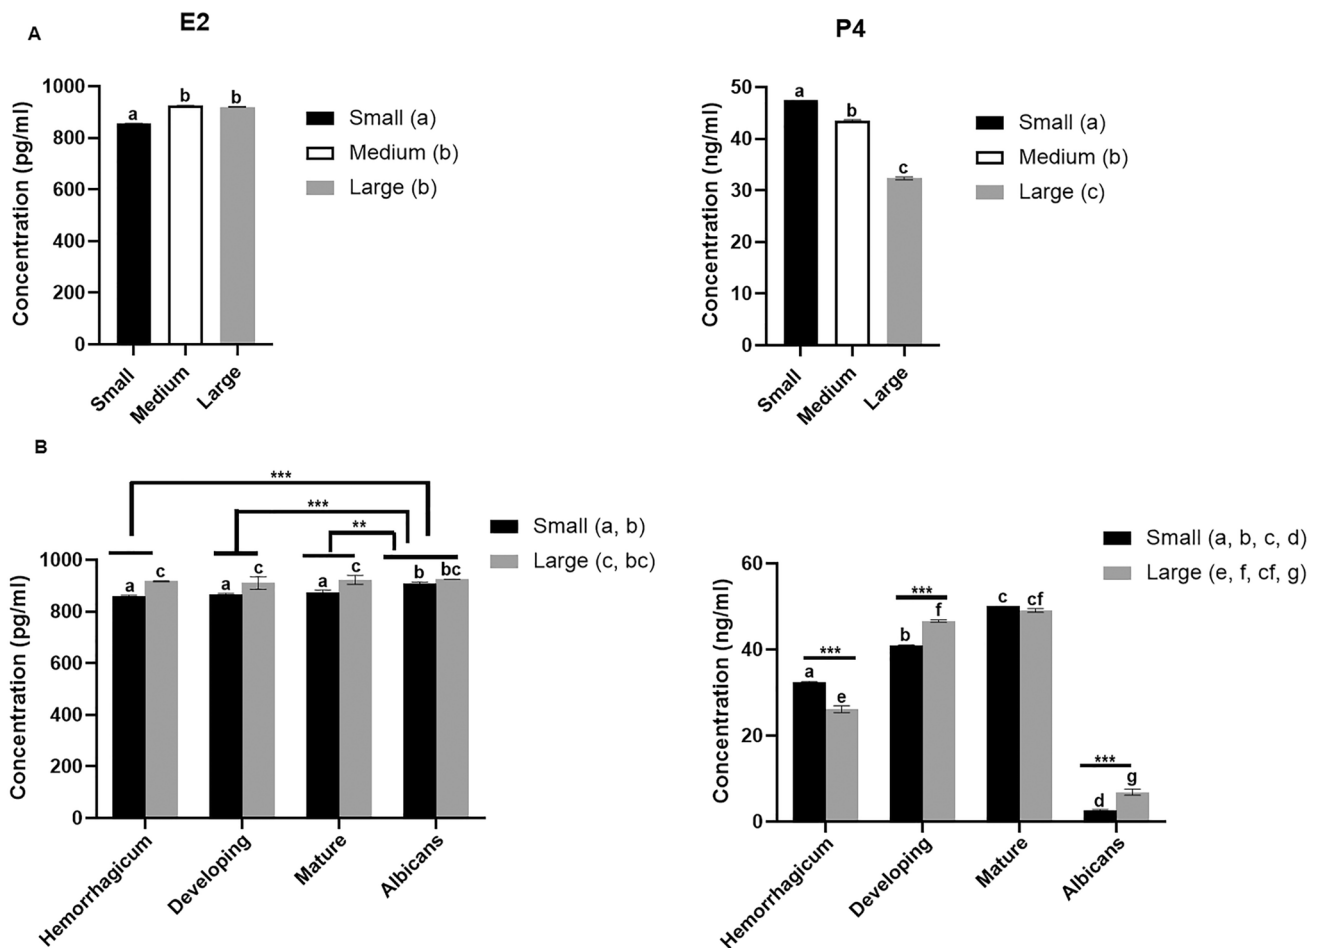 A
E2
P4
Concentration (pg/ml)
1000
800
600
400
200
0
a
b
b
Small
Medium
Large
Small (a)
Medium (b)
Large (b)
Concentration (ng/ml)
50
40
30
20
10
0
a
b
c
Small
Medium
Large
Small (a)
Medium (b)
Large (c)
B
***
***
**
Concentration (pg/ml)
1000
800
600
400
200
0
a
c
a
c
a
c
b
bc
Hemorrhagicum
Developing
Mature
Albicans
Small (a, b)
Large (c, bc)
Concentration (ng/ml)
60
40
20
0
***
a
e
***
b
f
c
cf
***
d
g
Hemorrhagicum
Developing
Mature
Albicans
Small (a, b, c, d)
Large (e, f, cf, g)